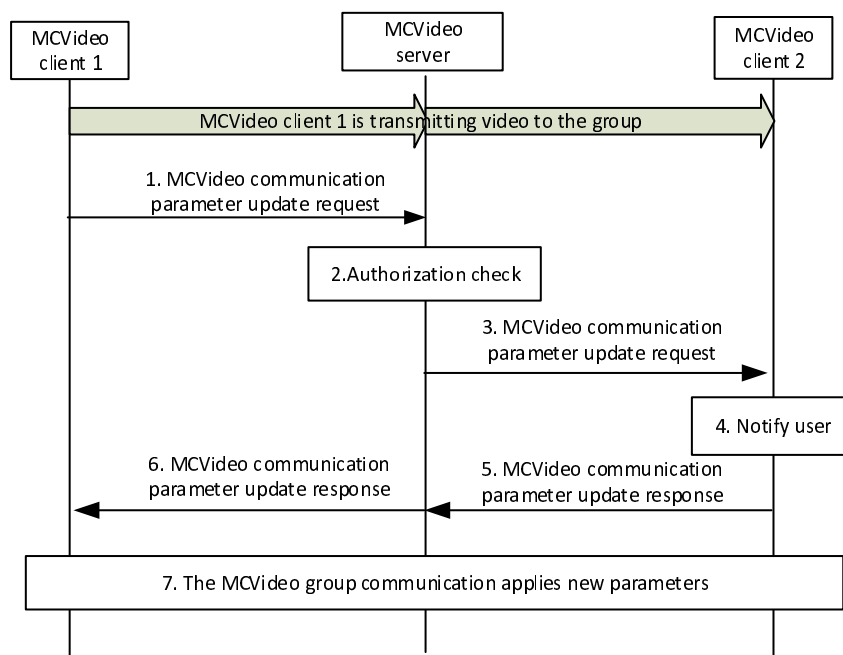 MCVideo
client 1
MCVideo
server
MCVideo
client 2
MCVideo client 1 is transmitting video to the group
1. MCVideo communication
parameter update request
2.Authorization check
3. MCVideo communication
parameter update request
4. Notify user
6. MCVideo communication
parameter update response
5. MCVideo communication
parameter update response
7. The MCVideo group communication applies new parameters